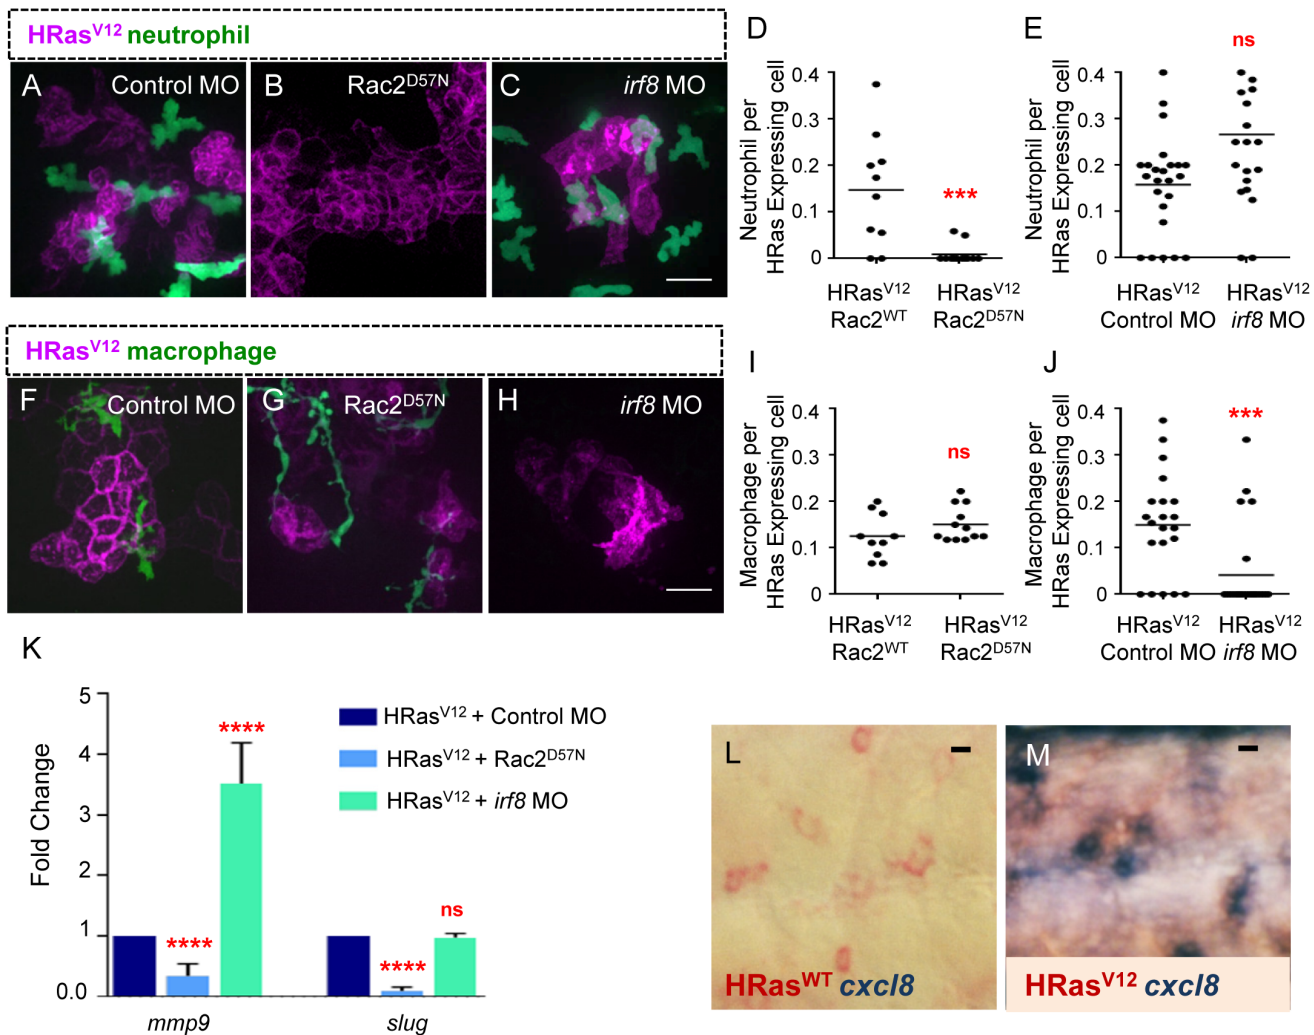 HRasV12 neutrophil
A Control MO
B Rac2D57N
C irf8 MO
D
Neutrophil per
HRas Expressing cell
0.4
0.3
0.2
0.1
0
***
HRasV12 HRasV12
Rac2WT Rac2D57N
E
ns
Neutrophil per
HRas Expressing cell
0.4
0.3
0.2
0.1
0
HRasV12 HRasV12
Control MO irf8 MO
HRasV12 macrophage
F Control MO
G Rac2D57N
H irf8 MO
I
Macrophage per
HRas Expressing cell
0.4
0.3
0.2
0.1
0
ns
HRasV12 HRasV12
Rac2WT Rac2D57N
J
Macrophage per
HRas Expressing cell
0.4
0.3
0.2
0.1
0
***
HRasV12 HRasV12
Control MO irf8 MO
K
Fold Change
5
4
3
2
1
0.0
****
****
****
ns
mmp9 slug
HRasV12 + Control MO
HRasV12 + Rac2D57N
HRasV12 + irf8 MO
L
HRasWT cxcl8
M
HRasV12 cxcl8